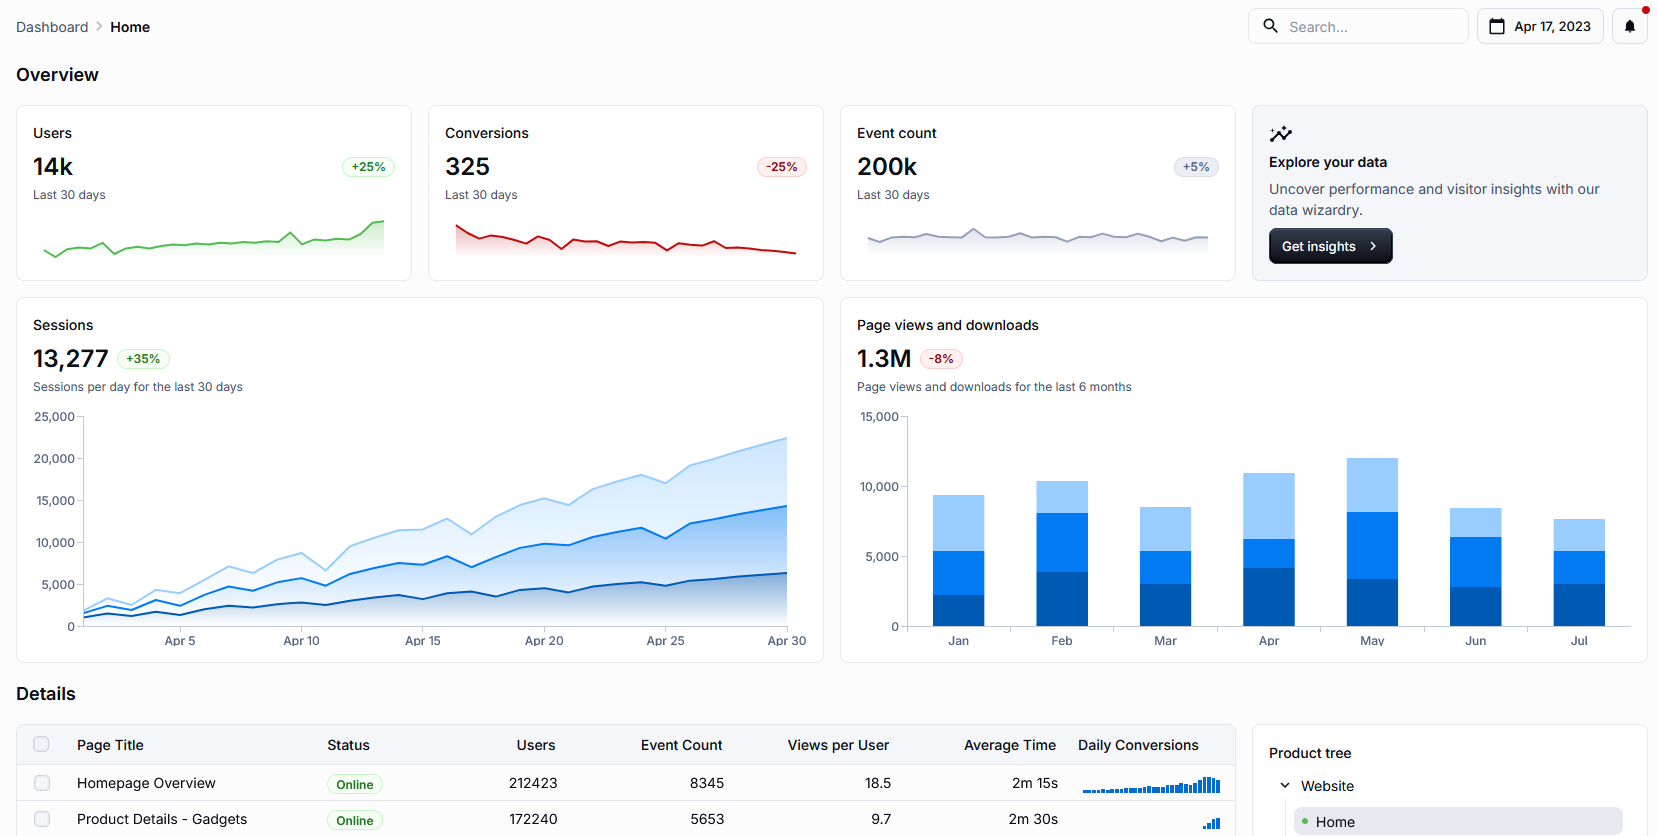 Dashboard > Home
Search...
Apr 17, 2023
Overview
Users
14k
+25%
Last 30 days
Conversions
325
-25%
Last 30 days
Event count
200k
+5%
Last 30 days
Explore your data
Uncover performance and visitor insights with our
data wizardry.
Get insights
Sessions
13,277 +35%
Sessions per day for the last 30 days
25,000
20,000
15,000
10,000
5,000
0
Apr 5 Apr 10 Apr 15 Apr 20 Apr 25 Apr 30
Page views and downloads
1.3M -8%
Page views and downloads for the last 6 months
15,000
10,000
5,000
0
Jan Feb Mar Apr May Jun Jul
Details
Page Title Status Users Event Count Views per User Average Time Daily Conversions
Homepage Overview Online 212423 8345 18.5 2m 15s
Product Details - Gadgets Online 172240 5653 9.7 2m 30s
Product tree
Website
Home